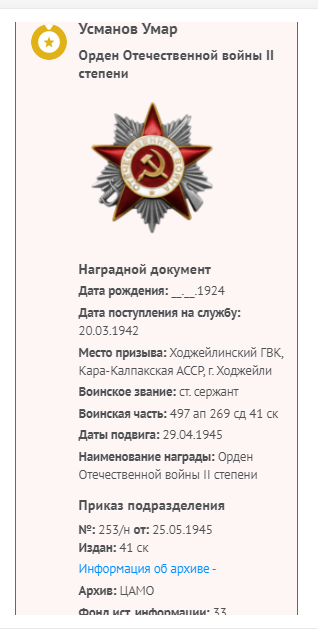 Усманов Умар
Орден Отечественной войны II
степени
ОТЕЧЕСТВЕННАЯ ВОЙНА
Наградной документ
Дата рождения: __.__.1924
Дата поступления на службу:
20.03.1942
Место призыва: Ходжейлинский ГВК,
Кара-Калпакская АССР, г. Ходжейли
Воинское звание: ст. сержант
Воинская часть: 497 ап 269 сд 41 ск
Даты подвига: 29.04.1945
Наименование награды: Орден
Отечественной войны II степени
Приказ подразделения
№: 253/н от: 25.05.1945
Издан: 41 ск
Информация об архиве -
Архив: ЦАМО
Фонд ист. информации: 33